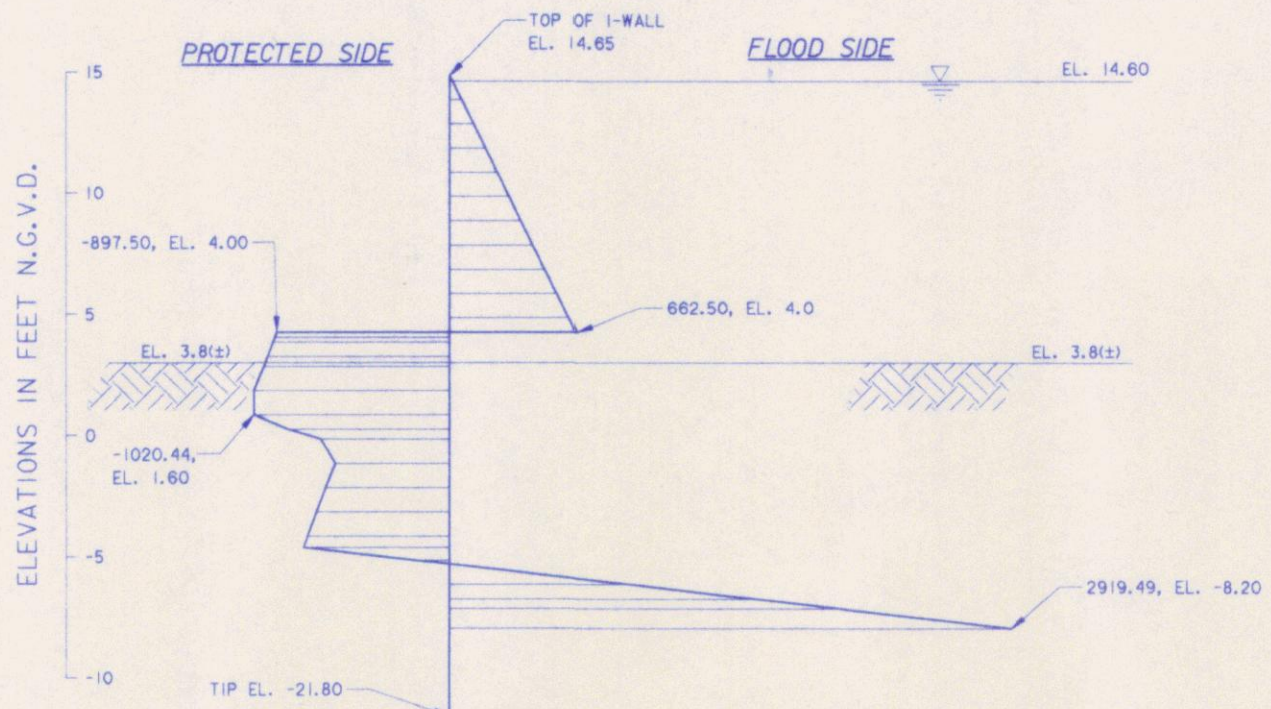 TOP OF I-WALL
EL. 14.65
PROTECTED SIDE
FLOOD SIDE
EL. 14.60
15
10
5
0
-5
-10
ELEVATIONS IN FEET N.G.V.D.
-897.50, EL. 4.00
662.50, EL. 4.0
EL. 3.8(±)
EL. 3.8(±)
-1020.44,
EL. 1.60
2919.49, EL. -8.20
TIP EL. -21.80